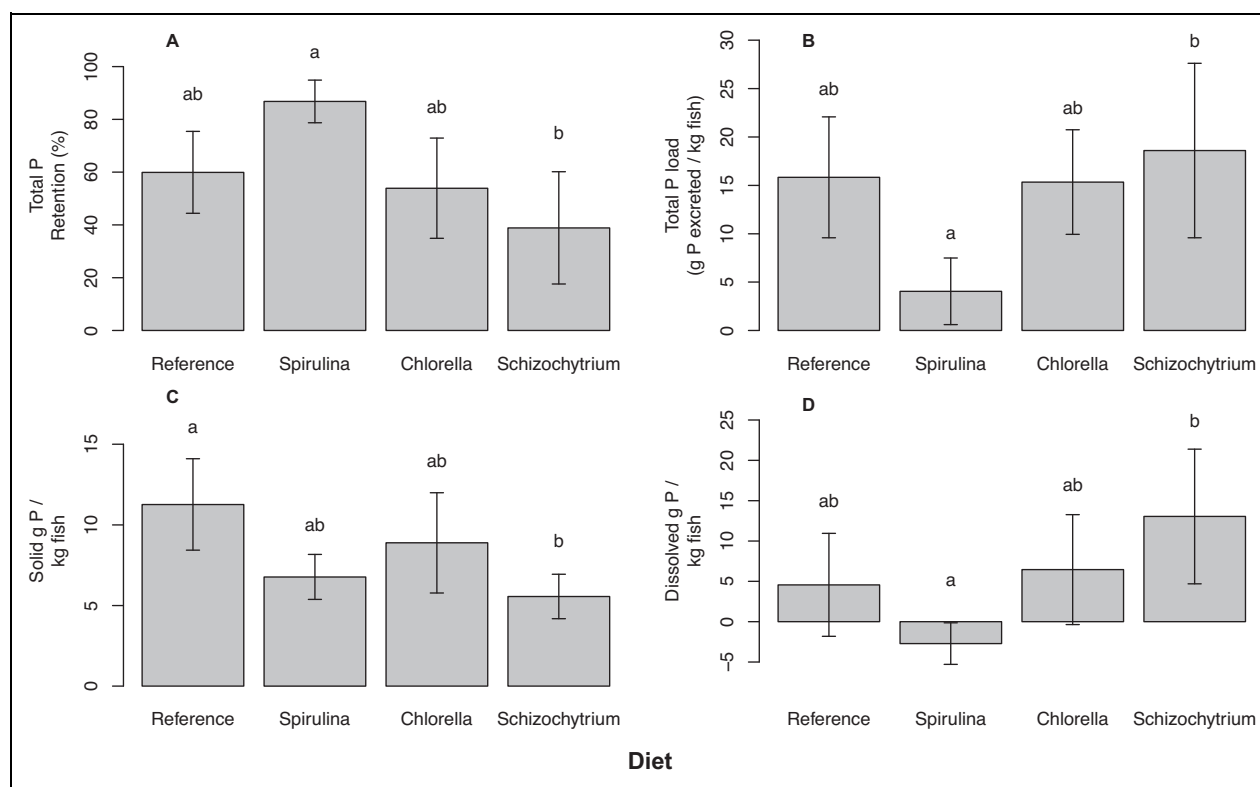 A
Total P
Retention (%)
100
80
60
40
20
0
ab
a
ab
b
Reference Spirulina Chlorella Schizochytrium
B
Total P load
(g P excreted / kg fish)
30
25
20
15
10
5
0
ab
a
ab
b
Reference Spirulina Chlorella Schizochytrium
C
Solid g P /
kg fish
15
10
5
0
a
ab
ab
b
Reference Spirulina Chlorella Schizochytrium
D
Dissolved g P /
kg fish
25
20
15
10
5
0
−5
ab
a
ab
b
Reference Spirulina Chlorella Schizochytrium
Diet